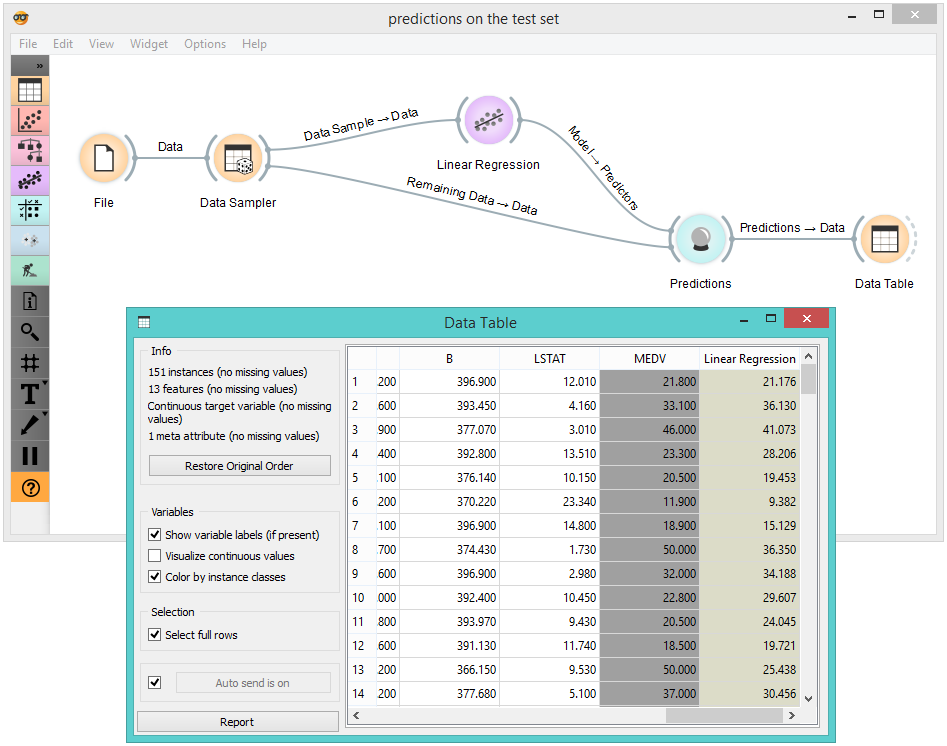 predictions on the test set
File Edit View Widget Options Help
»
Data
Data Sample → Data
Model → Predictors
Remaining Data → Data
Predictions → Data
File
Data Sampler
Linear Regression
Predictions
Data Table
T
Data Table
Info
151 instances (no missing values)
13 features (no missing values)
Continuous target variable (no missing
values)
1 meta attribute (no missing values)
Restore Original Order
Variables
Show variable labels (if present)
Visualize continuous values
Color by instance classes
Selection
Select full rows
Auto send is on
Report
B LSTAT MEDV Linear Regression
1 .200 396.900 12.010 21.800 21.176
2 .600 393.450 4.160 33.100 36.130
3 .900 377.070 3.010 46.000 41.073
4 .400 392.800 13.510 23.300 28.206
5 .100 376.140 10.150 20.500 19.453
6 .200 370.220 23.340 11.900 9.382
7 .100 396.900 14.800 18.900 15.129
8 .700 374.430 1.730 50.000 36.350
9 .600 396.900 2.980 32.000 34.188
10 .000 392.400 10.450 22.800 29.607
11 .800 393.970 9.430 20.500 24.045
12 .600 391.130 11.740 18.500 19.721
13 .200 366.150 9.530 50.000 25.438
14 .200 377.680 5.100 37.000 30.456